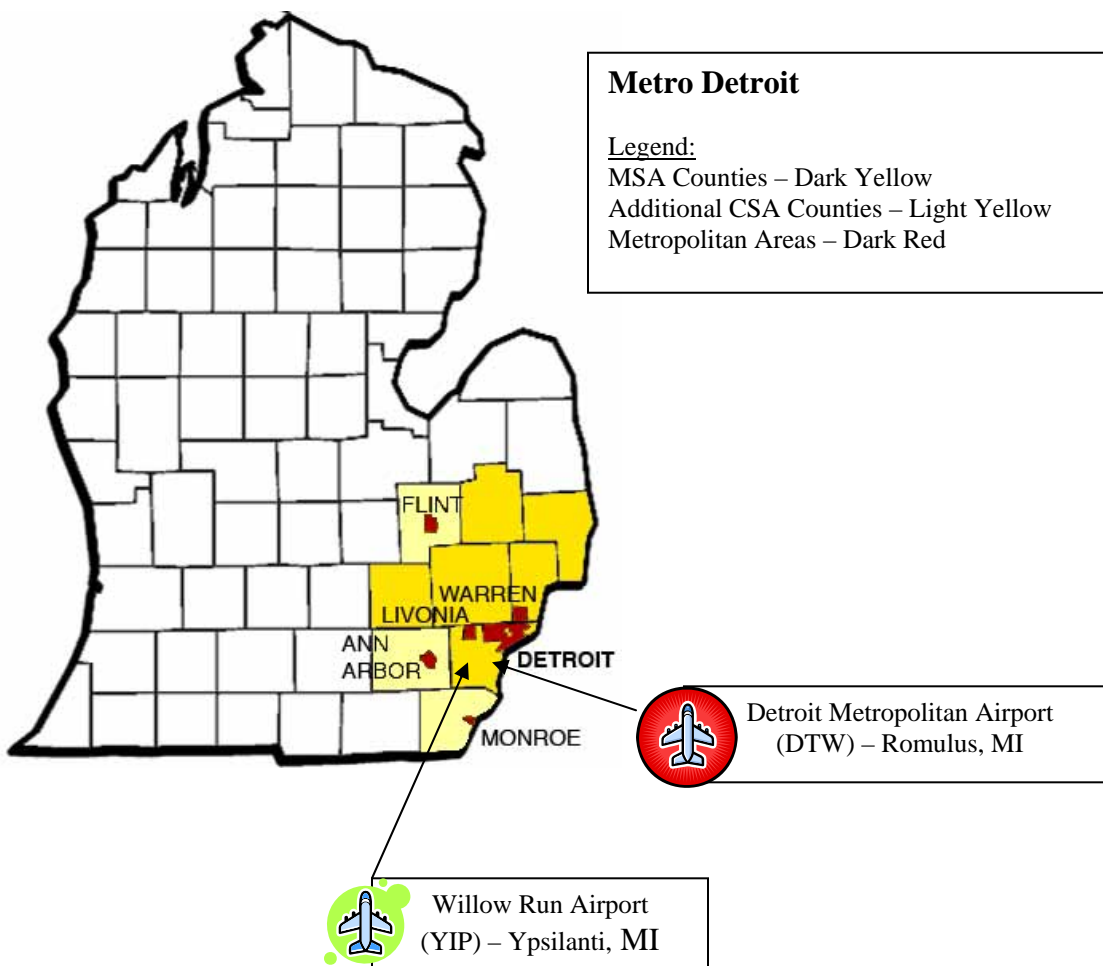 Metro Detroit
Legend:
MSA Counties – Dark Yellow
Additional CSA Counties – Light Yellow
Metropolitan Areas – Dark Red
FLINT
WARREN
LIVONIA
ANN
ARBOR
DETROIT
MONROE
Detroit Metropolitan Airport
(DTW) – Romulus, MI
Willow Run Airport
(YIP) – Ypsilanti, MI